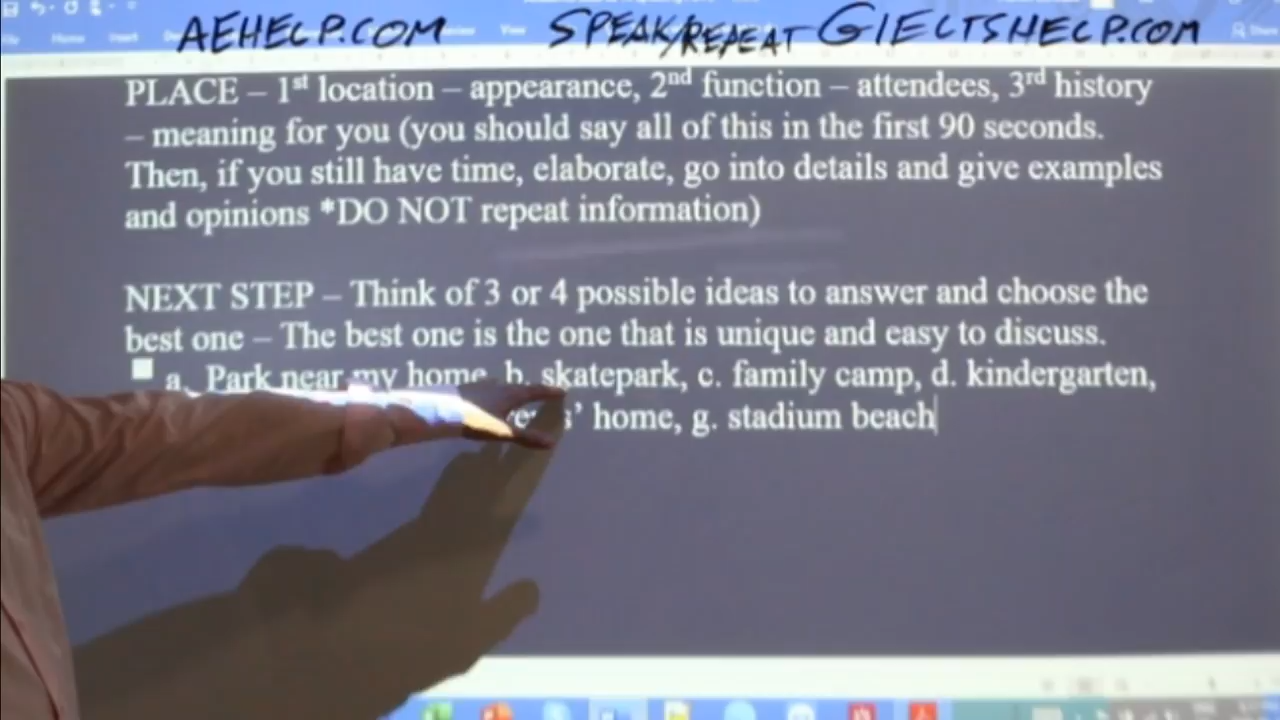 AEHELP.COM SPEAK/REPEAT GIELTSHELP.COM
Home Insert View Share
PLACE – 1st location – appearance, 2nd function – attendees, 3rd history
– meaning for you (you should say all of this in the first 90 seconds.
Then, if you still have time, elaborate, go into details and give examples
and opinions *DO NOT repeat information)
NEXT STEP – Think of 3 or 4 possible ideas to answer and choose the
best one – The best one is the one that is unique and easy to discuss.
a. Park near my home, b. skatepark, c. family camp, d. kindergarten,
home, g. stadium beach